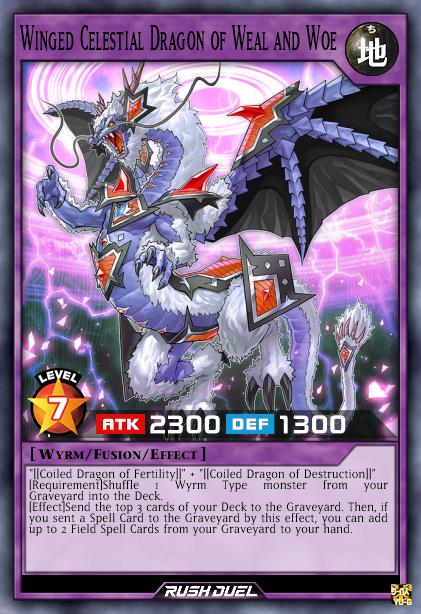 Winged Celestial Dragon of Weal and Woe
ち
地
LEVEL
7
ATK 2300 DEF 1300
[ Wyrm/Fusion/Effect ]
"[[Coiled Dragon of Fertility]]" + "[[Coiled Dragon of Destruction]]"
[Requirement]Shuffle 1 Wyrm Type monster from your
Graveyard into the Deck.
[Effect]Send the top 3 cards of your Deck to the Graveyard. Then, if
you sent a Spell Card to the Graveyard by this effect, you can add
up to 2 Field Spell Cards from your Graveyard to your hand.
RUSH DUEL